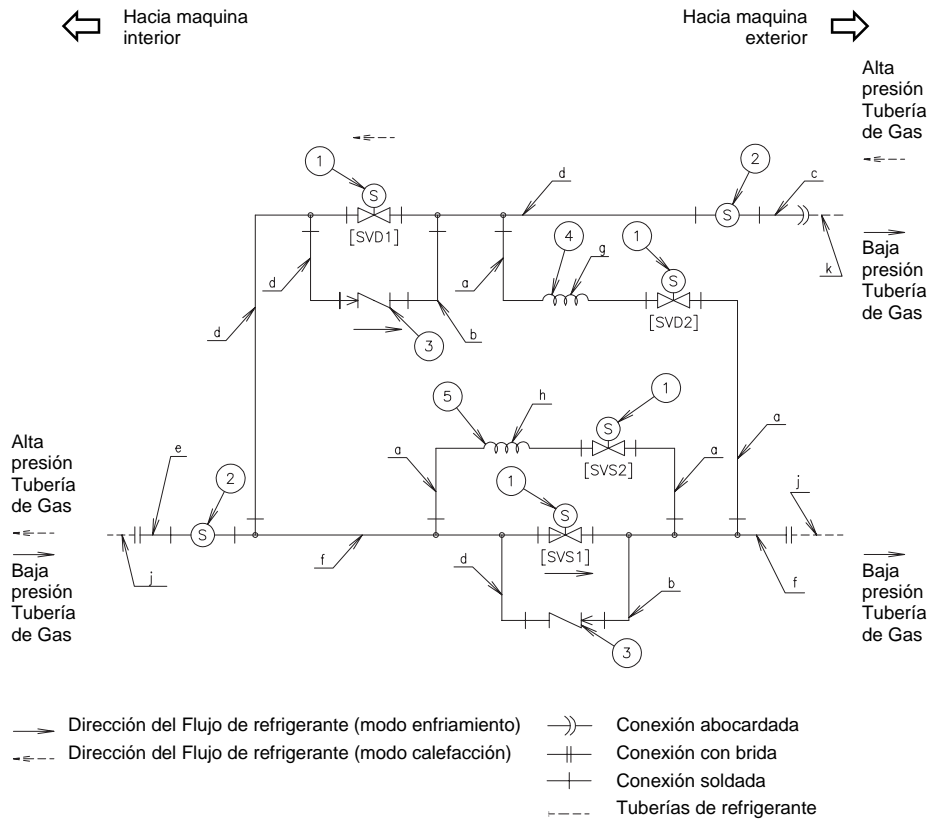 Hacia maquina
interior
Hacia maquina
exterior
Alta
presión
Tubería
de Gas
1
2
d
c
[SVD1]
4
g
1
k
Baja
presión
Tubería
de Gas
d
d
a
[SVD2]
3
b
5
h
1
a
a
a
[SVS2]
Alta
presión
Tubería
de Gas
e
2
1
j
S
S
S
S
S
S
j
f
[SVS1]
f
Baja
presión
Tubería
de Gas
d
b
3
Baja
presión
Tubería
de Gas
Dirección del Flujo de refrigerante (modo enfriamiento)
Dirección del Flujo de refrigerante (modo calefacción)
Conexión abocardada
Conexión con brida
Conexión soldada
Tuberías de refrigerante